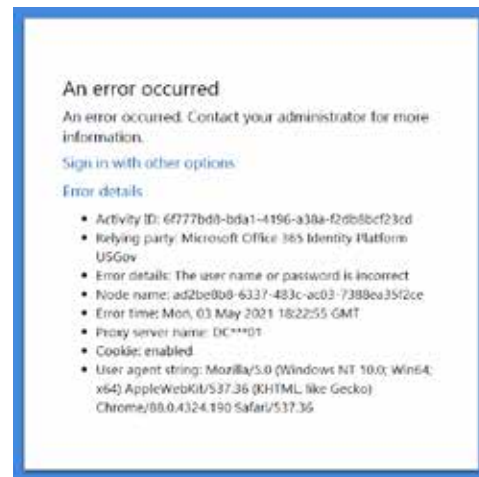 An error occurred
An error occurred. Contact your administrator for more
information.
Sign in with other options
Error details
• Activity ID: 6f777bd8-bda1-4196-a38a-f2db8bcf23cd
• Relying party: Microsoft Office 365 Identity Platform
USGov
• Error details: The user name or password is incorrect
• Node name: ad2be8b8-6337-483c-ac03-7388ea35f2ce
• Error time: Mon, 03 May 2021 18:22:55 GMT
• Proxy server name: DC***01
• Cookie: enabled
• User agent string: Mozilla/5.0 (Windows NT 10.0; Win64;
x64) AppleWebKit/537.36 (KHTML, like Gecko)
Chrome/88.0.4324.190 Safari/537.36